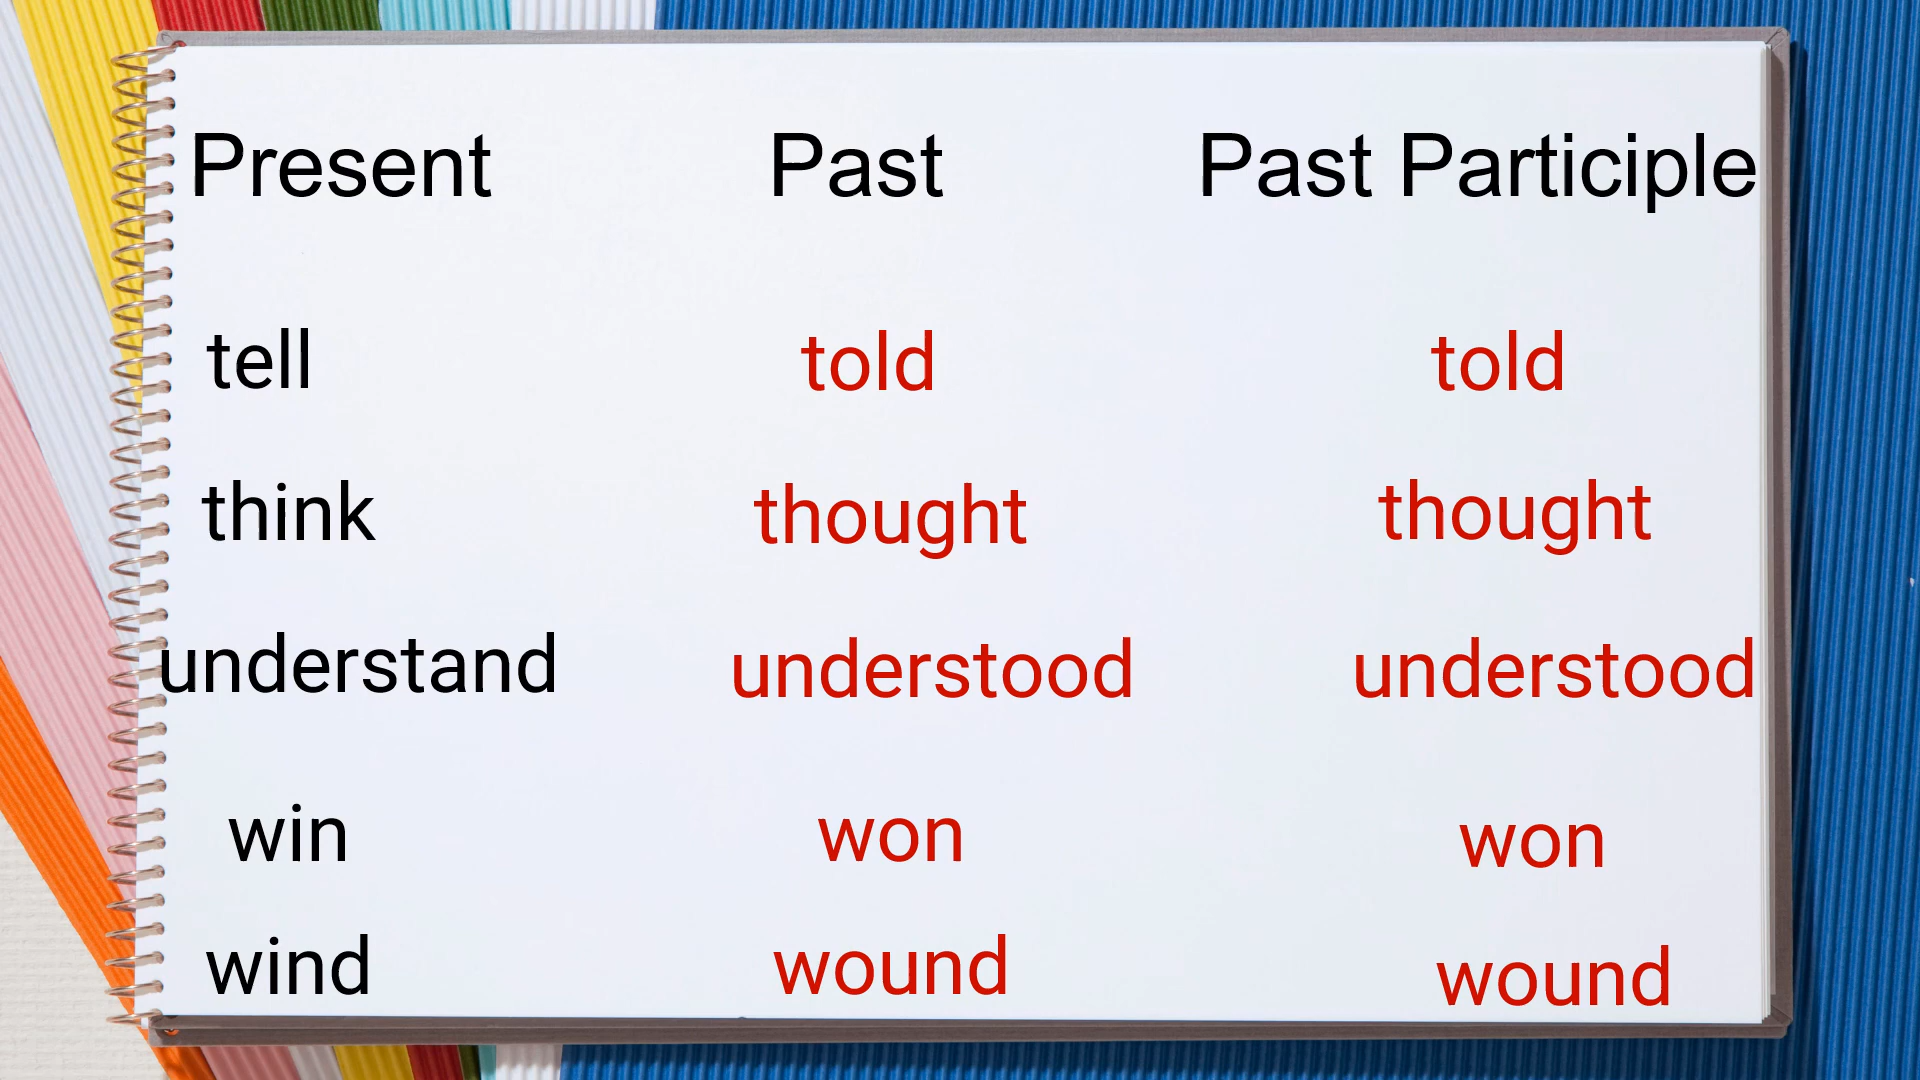 Present Past Past Participle
tell told told
think thought thought
understand understood understood
win won won
wind wound wound